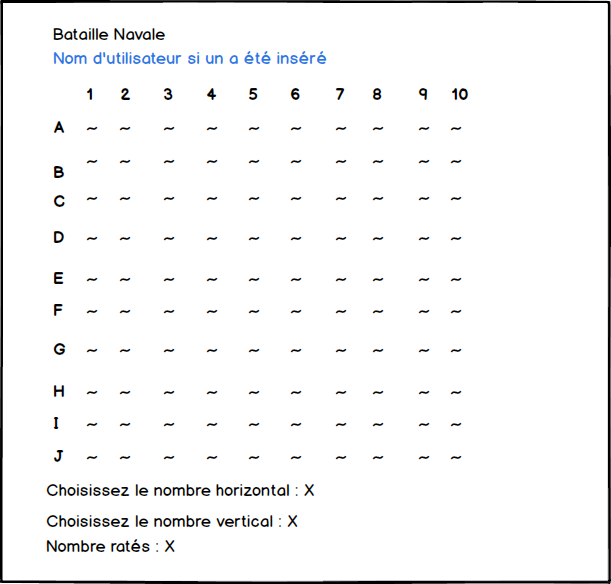 Bataille Navale
Nom d'utilisateur si un a été inséré
1 2 3 4 5 6 7 8 9 10
A ~ ~ ~ ~ ~ ~ ~ ~ ~ ~
B ~ ~ ~ ~ ~ ~ ~ ~ ~ ~
C ~ ~ ~ ~ ~ ~ ~ ~ ~ ~
D ~ ~ ~ ~ ~ ~ ~ ~ ~ ~
E ~ ~ ~ ~ ~ ~ ~ ~ ~ ~
F ~ ~ ~ ~ ~ ~ ~ ~ ~ ~
G ~ ~ ~ ~ ~ ~ ~ ~ ~ ~
H ~ ~ ~ ~ ~ ~ ~ ~ ~ ~
I ~ ~ ~ ~ ~ ~ ~ ~ ~ ~
J ~ ~ ~ ~ ~ ~ ~ ~ ~ ~
Choisissez le nombre horizontal : X
Choisissez le nombre vertical : X
Nombre ratés : X